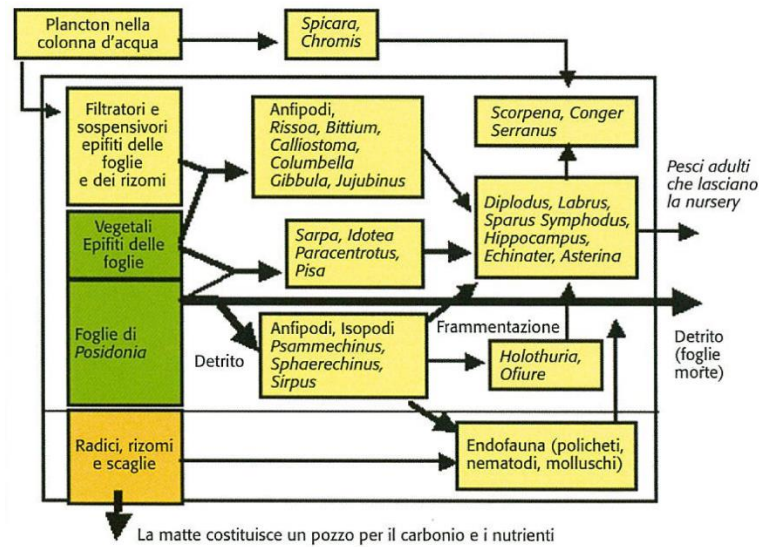 Plancton nella
colonna d'acqua
Spicara,
Chromis
Filtratori e
sospensivori
epifiti delle
foglie
e dei rizomi
Anfipodi,
Rissoa, Bittium,
Calliostoma,
Columbella
Gibbula, Jujubinus
Scorpena, Conger
Serranus
Pesci adulti
che lasciano
la nursery
Diplodus, Labrus,
Sparus Symphodus,
Hippocampus,
Echinater, Asterina
Vegetali
Epifiti delle
foglie
Sarpa, Idotea
Paracentrotus,
Pisa
Foglie di
Posidonia
Detrito
Anfipodi, Isopodi
Psammechinus,
Sphaerechinus,
Sirpus
Frammentazione
Holothuria,
Ofiure
Detrito
(foglie
morte)
Radici, rizomi
e scaglie
Endofauna (policheti,
nematodi, molluschi)
La matte costituisce un pozzo per il carbonio e i nutrienti